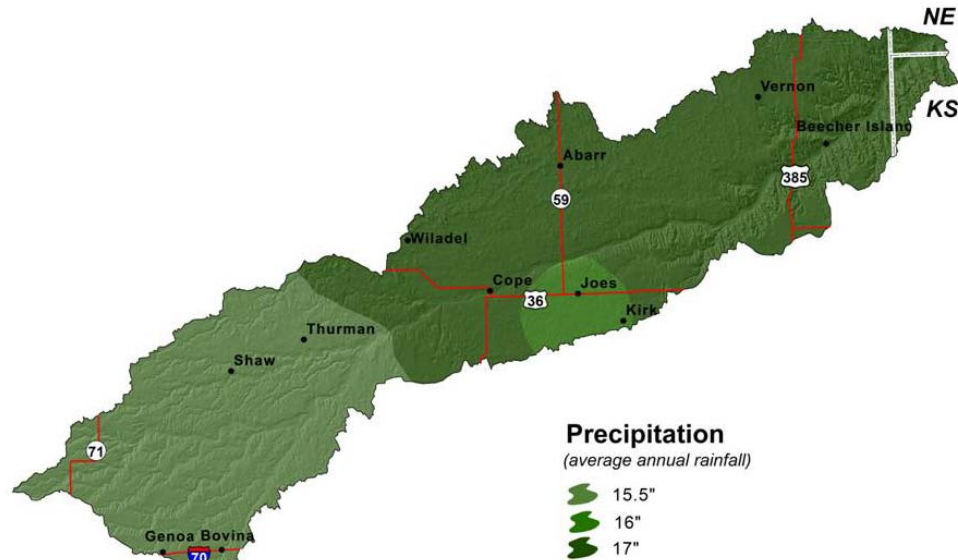 NE
KS
Vernon
Beecher Island
385
Abarr
59
Wiladel
Cope
36
Joes
Kirk
Thurman
Shaw
71
Genoa Bovina
70
Precipitation
(average annual rainfall)
15.5"
16"
17"